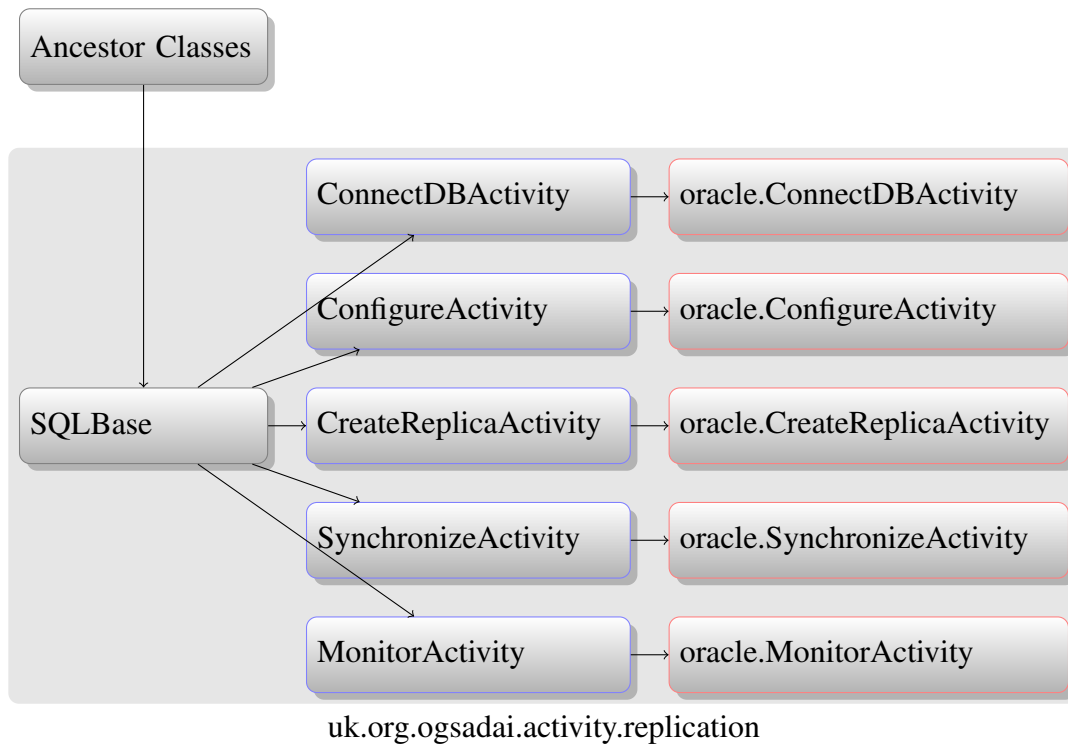 Ancestor Classes
ConnectDBActivity
oracle.ConnectDBActivity
ConfigureActivity
oracle.ConfigureActivity
SQLBase
CreateReplicaActivity
oracle.CreateReplicaActivity
SynchronizeActivity
oracle.SynchronizeActivity
MonitorActivity
oracle.MonitorActivity
uk.org.ogsadai.activity.replication